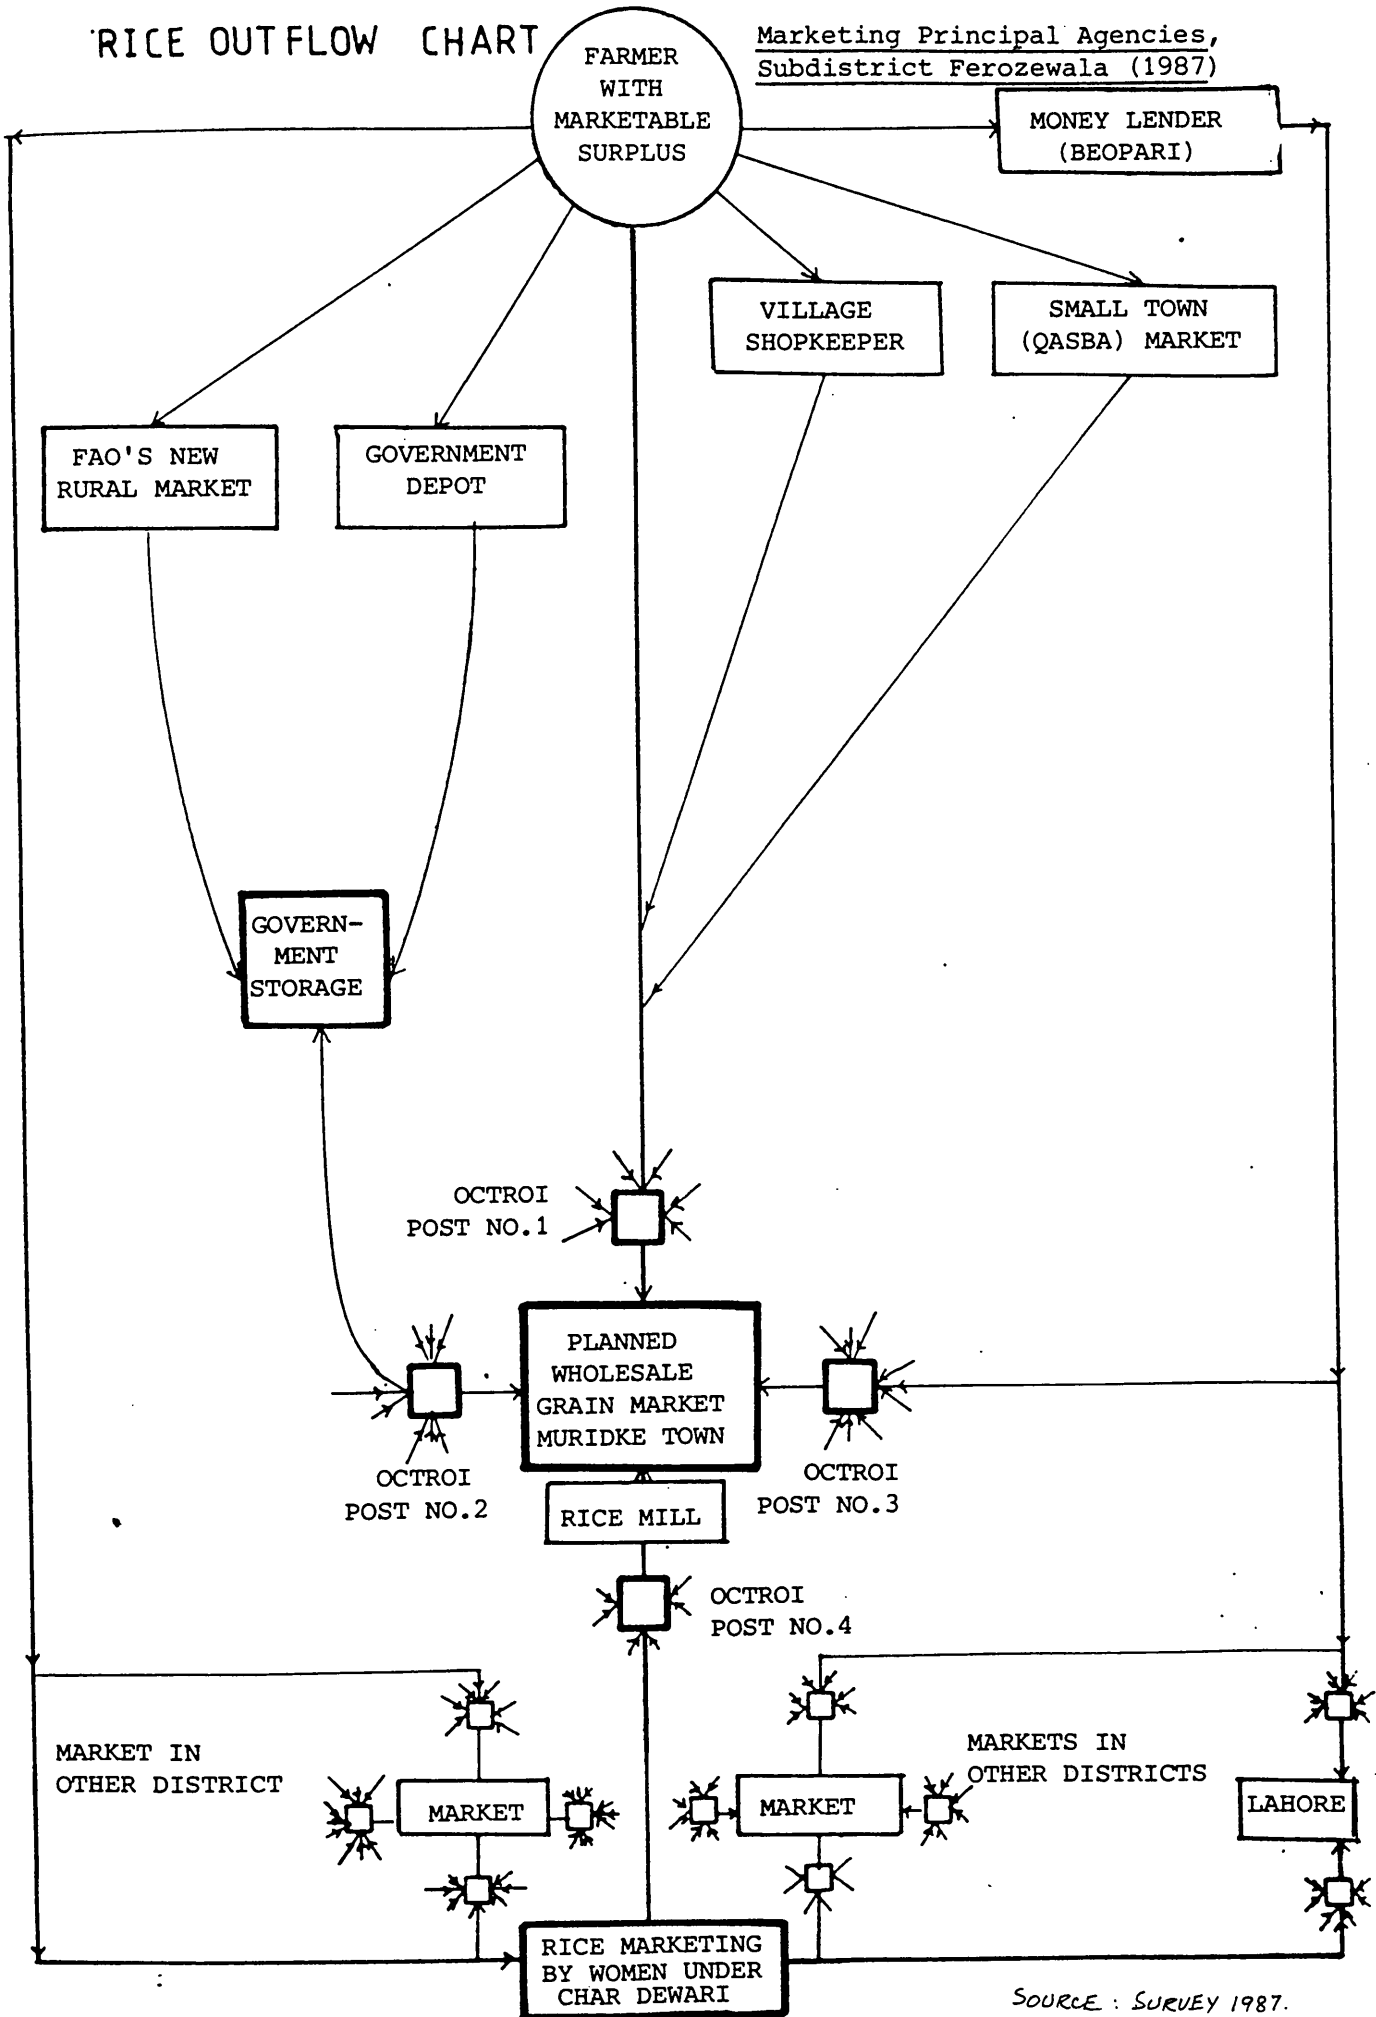 RICE OUTFLOW CHART
Marketing Principal Agencies,
Subdistrict Ferozewala (1987)
FARMER
WITH
MARKETABLE
SURPLUS
MONEY LENDER
(BEOPARI)
VILLAGE
SHOPKEEPER
SMALL TOWN
(QASBA) MARKET
FAO'S NEW
RURAL MARKET
GOVERNMENT
DEPOT
GOVERN-
MENT
STORAGE
OCTROI
POST NO.1
PLANNED
WHOLESALE
GRAIN MARKET
MURIDKE TOWN
OCTROI
POST NO.2
OCTROI
POST NO.3
RICE MILL
OCTROI
POST NO.4
MARKET IN
OTHER DISTRICT
MARKET
MARKET
MARKETS IN
OTHER DISTRICTS
LAHORE
RICE MARKETING
BY WOMEN UNDER
CHAR DEWARI
SOURCE : SURVEY 1987.